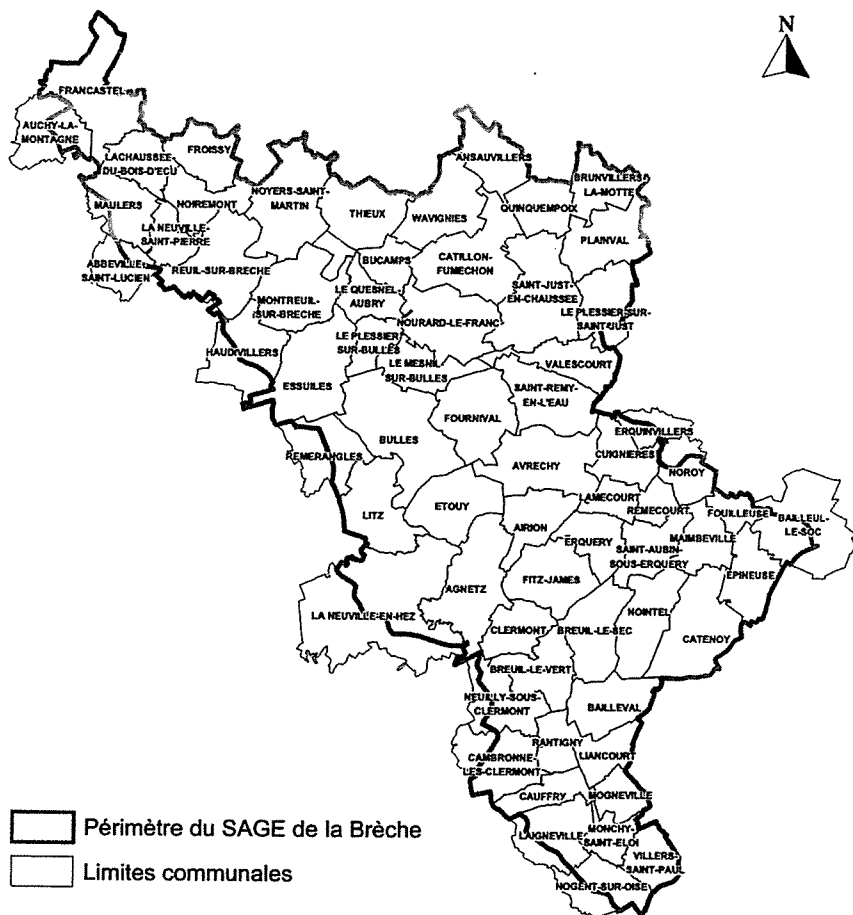 N
FRANCASTEL
AUCHY-LA-
MONTAGNE
LACHAUSSEE-
DU-BOIS-D'ECU
FROISSY
MAULERS
NOIREMONT
LA NEUVILLE-
SAINT-PIERRE
NOYERS-SAINT-
MARTIN
THIEUX
WAVIGNIES
ANSAUVILLERS
QUINQUEMPOIX
BRUNVILLERS-
LA-MOTTE
PLAINVAL
ABBEVILLE-
SAINT-LUCIEN
REUIL-SUR-BRECHE
MONTREUIL-
SUR-BRECHE
BUCAMPS
LE QUESNEL-
AUBRY
CATILLON-
FUMECHON
SAINT-JUST-
EN-CHAUSSEE
LE PLESSIER-SUR-
SAINT-JUST
NOURARD-LE-FRANC
LE PLESSIER-
SUR-BULLES
LE MESNIL-
SUR-BULLES
HAUDIVILLERS
ESSUILES
VALESCOURT
SAINT-REMY-
EN-L'EAU
FOURNIVAL
BULLES
REMERANGLES
AVRECHY
ERQUINVILLERS
CUIGNIERES
NOROY
LITZ
ETOUY
LAMECOURT
REMECOURT
AIRION
ERQUERY
SAINT-AUBIN-
SOUS-ERQUERY
MAIMBEVILLE
FOUILLEUSE
BAILLEUL-
LE-SOC
EPINEUSE
AGNETZ
FITZ-JAMES
LA NEUVILLE-EN-HEZ
CLERMONT
BREUIL-LE-SEC
NOINTEL
CATENOY
BREUIL-LE-VERT
NEUILLY-SOUS-
CLERMONT
BAILLEVAL
RANTIGNY
LIANCOURT
CAMBRONNE-
LES-CLERMONT
CAUFFRY
MOGNEVILLE
LAIGNEVILLE
MONCHY-
SAINT-ELOI
VILLERS-
SAINT-PAUL
NOGENT-SUR-OISE
Périmètre du SAGE de la Brèche
Limites communales